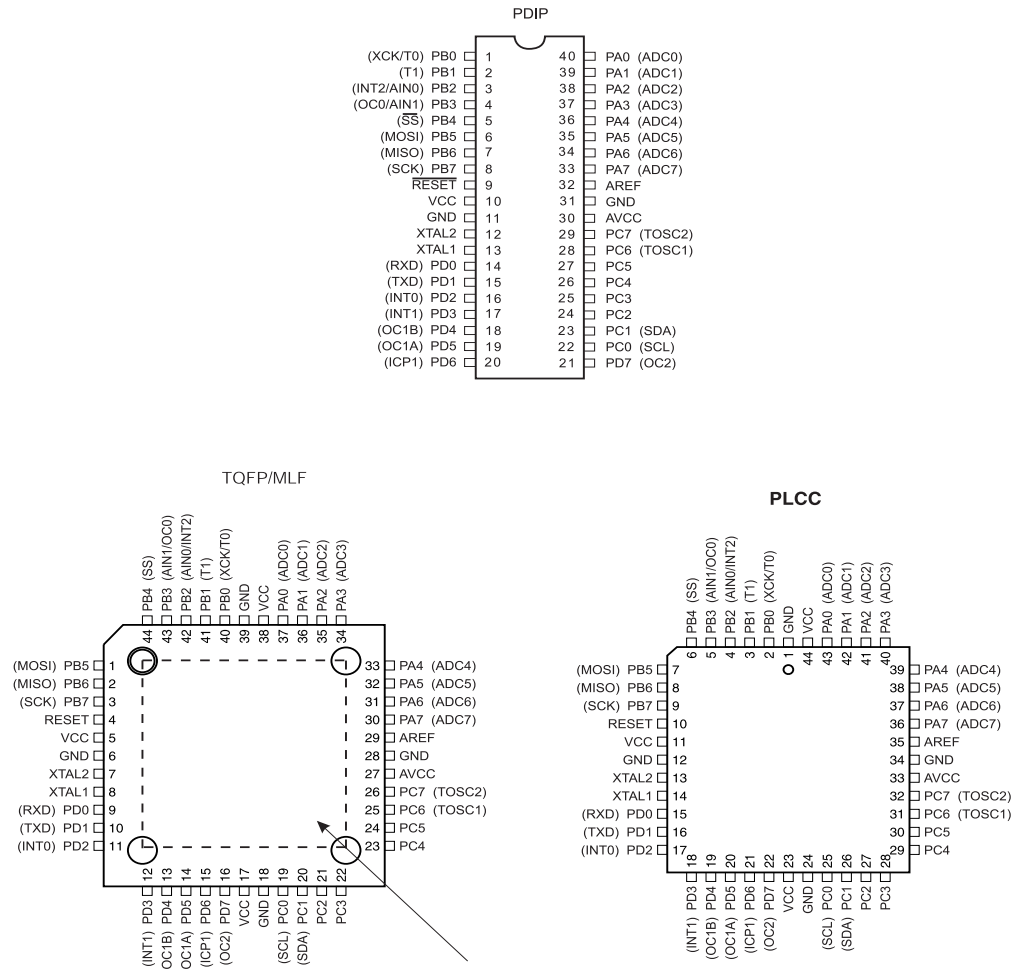 PDIP
(XCK/T0) PB0 1 40 PA0 (ADC0)
(T1) PB1 2 39 PA1 (ADC1)
(INT2/AIN0) PB2 3 38 PA2 (ADC2)
(OC0/AIN1) PB3 4 37 PA3 (ADC3)
(SS) PB4 5 36 PA4 (ADC4)
(MOSI) PB5 6 35 PA5 (ADC5)
(MISO) PB6 7 34 PA6 (ADC6)
(SCK) PB7 8 33 PA7 (ADC7)
RESET 9 32 AREF
VCC 10 31 GND
GND 11 30 AVCC
XTAL2 12 29 PC7 (TOSC2)
XTAL1 13 28 PC6 (TOSC1)
(RXD) PD0 14 27 PC5
(TXD) PD1 15 26 PC4
(INT0) PD2 16 25 PC3
(INT1) PD3 17 24 PC2
(OC1B) PD4 18 23 PC1 (SDA)
(OC1A) PD5 19 22 PC0 (SCL)
(ICP1) PD6 20 21 PD7 (OC2)
TQFP/MLF
PB4 (SS)
PB3 (AIN1/OC0)
PB2 (AIN0/INT2)
PB1 (T1)
PB0 (XCK/T0)
GND
VCC
PA0 (ADC0)
PA1 (ADC1)
PA2 (ADC2)
PA3 (ADC3)
44 43 42 41 40 39 38 37 36 35 34
(MOSI) PB5 1 33 PA4 (ADC4)
(MISO) PB6 2 32 PA5 (ADC5)
(SCK) PB7 3 31 PA6 (ADC6)
RESET 4 30 PA7 (ADC7)
VCC 5 29 AREF
GND 6 28 GND
XTAL2 7 27 AVCC
XTAL1 8 26 PC7 (TOSC2)
(RXD) PD0 9 25 PC6 (TOSC1)
(TXD) PD1 10 24 PC5
(INT0) PD2 11 23 PC4
12 13 14 15 16 17 18 19 20 21 22
(INT1) PD3
(OC1B) PD4
(OC1A) PD5
(ICP1) PD6
(OC2) PD7
VCC
GND
(SCL) PC0
(SDA) PC1
PC2
PC3
PLCC
PB4 (SS)
PB3 (AIN1/OC0)
PB2 (AIN0/INT2)
PB1 (T1)
PB0 (XCK/T0)
GND
VCC
PA0 (ADC0)
PA1 (ADC1)
PA2 (ADC2)
PA3 (ADC3)
6 5 4 3 2 1 44 43 42 41 40
(MOSI) PB5 7 39 PA4 (ADC4)
(MISO) PB6 8 38 PA5 (ADC5)
(SCK) PB7 9 37 PA6 (ADC6)
RESET 10 36 PA7 (ADC7)
VCC 11 35 AREF
GND 12 34 GND
XTAL2 13 33 AVCC
XTAL1 14 32 PC7 (TOSC2)
(RXD) PD0 15 31 PC6 (TOSC1)
(TXD) PD1 16 30 PC5
(INT0) PD2 17 29 PC4
18 19 20 21 22 23 24 25 26 27 28
(INT1) PD3
(OC1B) PD4
(OC1A) PD5
(ICP1) PD6
(OC2) PD7
VCC
GND
(SCL) PC0
(SDA) PC1
PC2
PC3